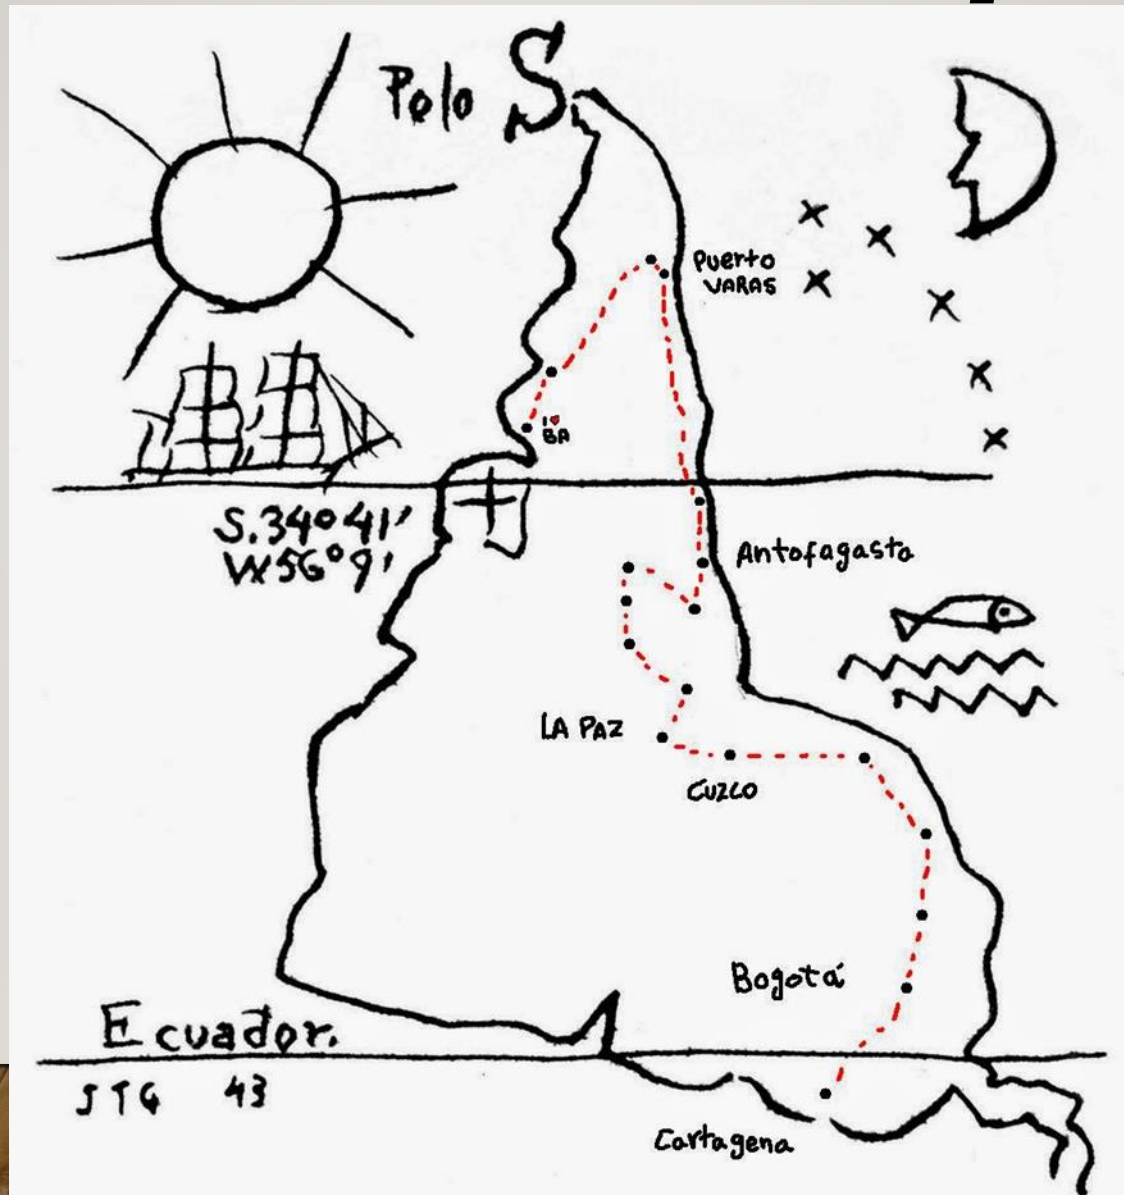 Polo S.
Puerto
VARAS
I ♥
BA
S. 34° 41'
W 56° 9'
Antofagasta
LA PAZ
CUZCO
Bogotá
Ecuador.
JTG 43
Cartagena